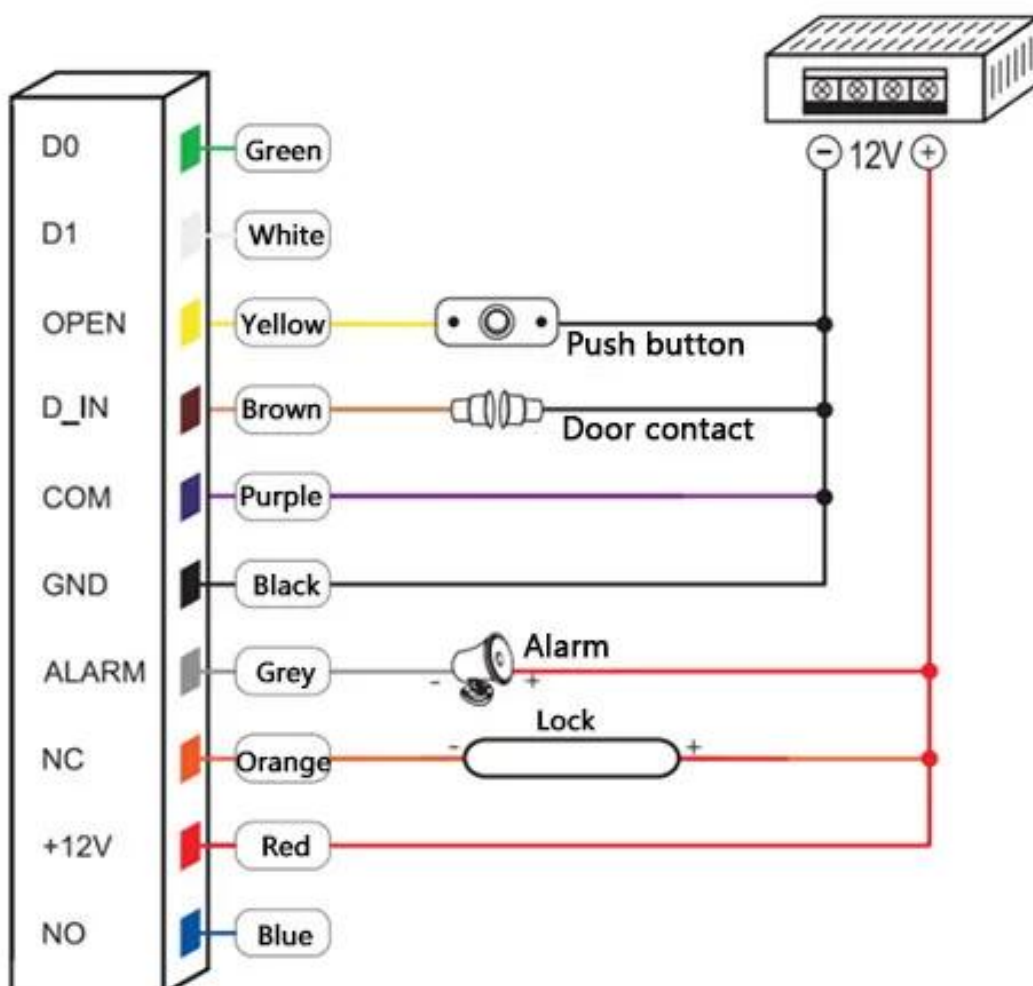 − 12V +
D0 Green
D1 White
OPEN Yellow
Push button
D_IN Brown
Door contact
COM Purple
GND Black
ALARM Grey - + Alarm
Lock
NC Orange - +
+12V Red
NO Blue